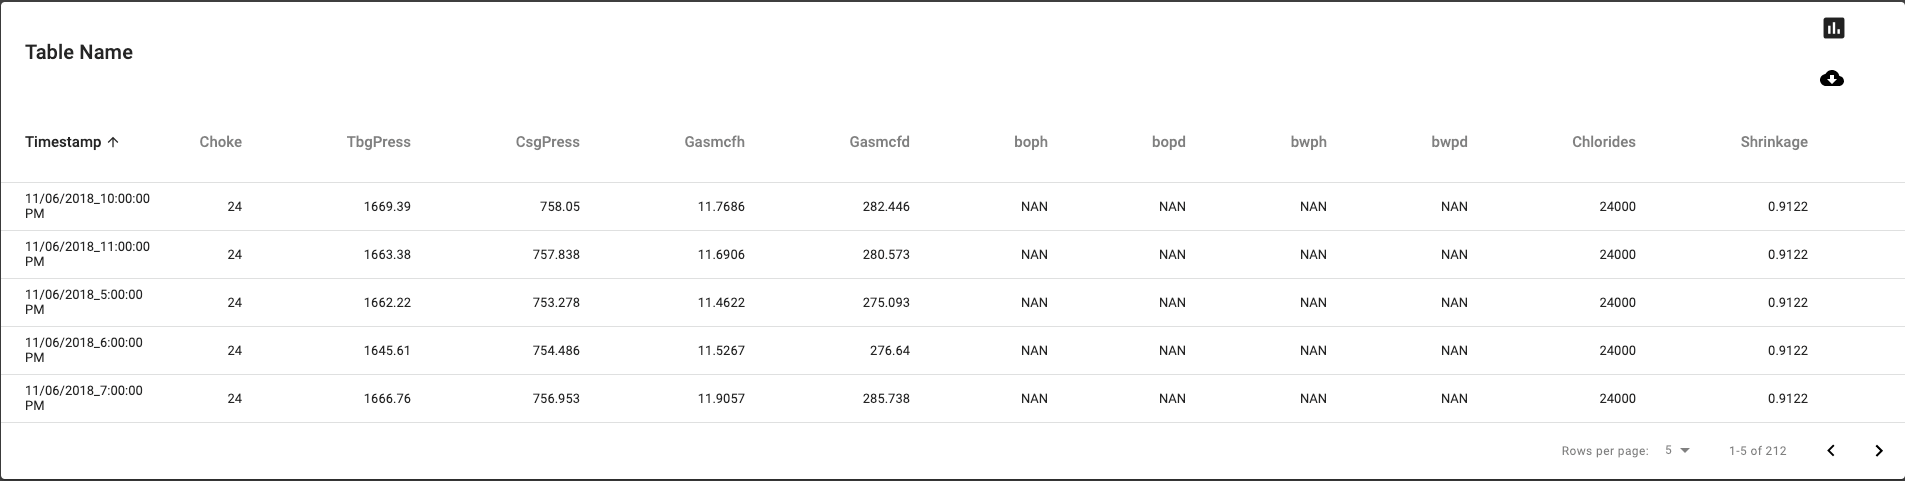 Table Name
Timestamp Choke TbgPress CsgPress Gasmcfh Gasmcfd boph bopd bwph bwpd Chlorides Shrinkage
11/06/2018_10:00:00
PM 24 1669.39 758.05 11.7686 282.446 NAN NAN NAN NAN 24000 0.9122
11/06/2018_11:00:00
PM 24 1663.38 757.838 11.6906 280.573 NAN NAN NAN NAN 24000 0.9122
11/06/2018_5:00:00
PM 24 1662.22 753.278 11.4622 275.093 NAN NAN NAN NAN 24000 0.9122
11/06/2018_6:00:00
PM 24 1645.61 754.486 11.5267 276.64 NAN NAN NAN NAN 24000 0.9122
11/06/2018_7:00:00
PM 24 1666.76 756.953 11.9057 285.738 NAN NAN NAN NAN 24000 0.9122
Rows per page: 5 1-5 of 212